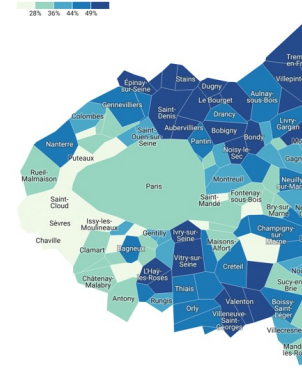 28% 36% 44% 49%
Épinay-
sur-Seine
Stains
Dugny
Villepint
Gennevilliers
Saint-
Denis
Le Bourget
Aulnay-
sous-Bois
Colombes
Drancy
Saint-
Ouen-sur-
Seine
Aubervilliers
Bobigny
Livry-
Gargan
Nanterre
Pantin
Bondy
Noisy-le-
Sec
Puteaux
Gagn
Rueil-
Malmaison
Paris
Montreuil
Neuilly
sur-Mar
Saint-
Cloud
Saint-
Mandé
Fontenay-
sous-Bois
Bry-sur-
Marne
Sèvres
Issy-les-
Moulineaux
Champigny-
sur-
Marne
Chaville
Gentilly
Ivry-sur-
Seine
Maisons-
Alfort
Clamart
Bagneux
Vitry-sur-
Seine
Créteil
Châtenay-
Malabry
L'Haÿ-
les-Roses
Sucy-en-
Brie
Thiais
Antony
Rungis
Valenton
Boissy-
Saint-
Léger
Orly
Villeneuve-
Saint-
Georges
Villecresne
Mand
les-Ro